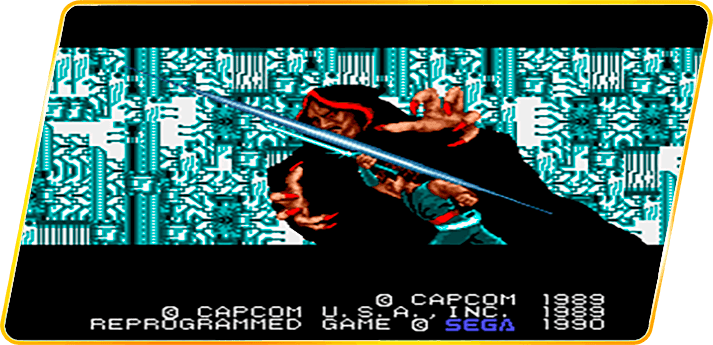 © CAPCOM 1989
© CAPCOM U.S.A., INC. 1989
REPROGRAMMED GAME © SEGA 1990